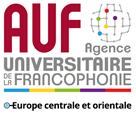 AUF
Agence
UNIVERSITAIRE
DE LA FRANCOPHONIE
Europe centrale et orientale